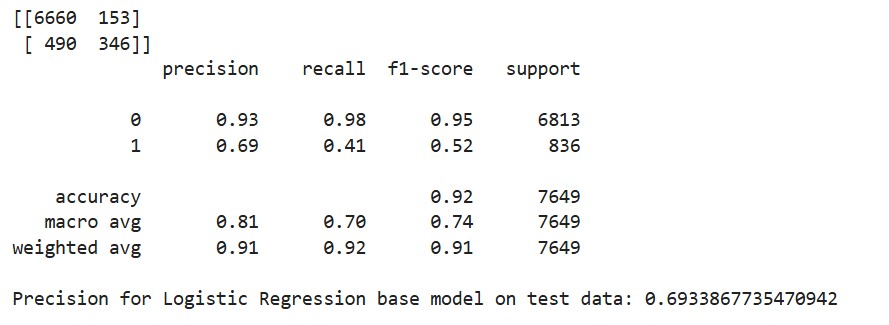 [[6660  153]
 [ 490  346]]
              precision    recall  f1-score   support

           0       0.93      0.98      0.95      6813
           1       0.69      0.41      0.52       836

    accuracy                           0.92      7649
   macro avg       0.81      0.70      0.74      7649
weighted avg       0.91      0.92      0.91      7649

Precision for Logistic Regression base model on test data: 0.6933867735470942